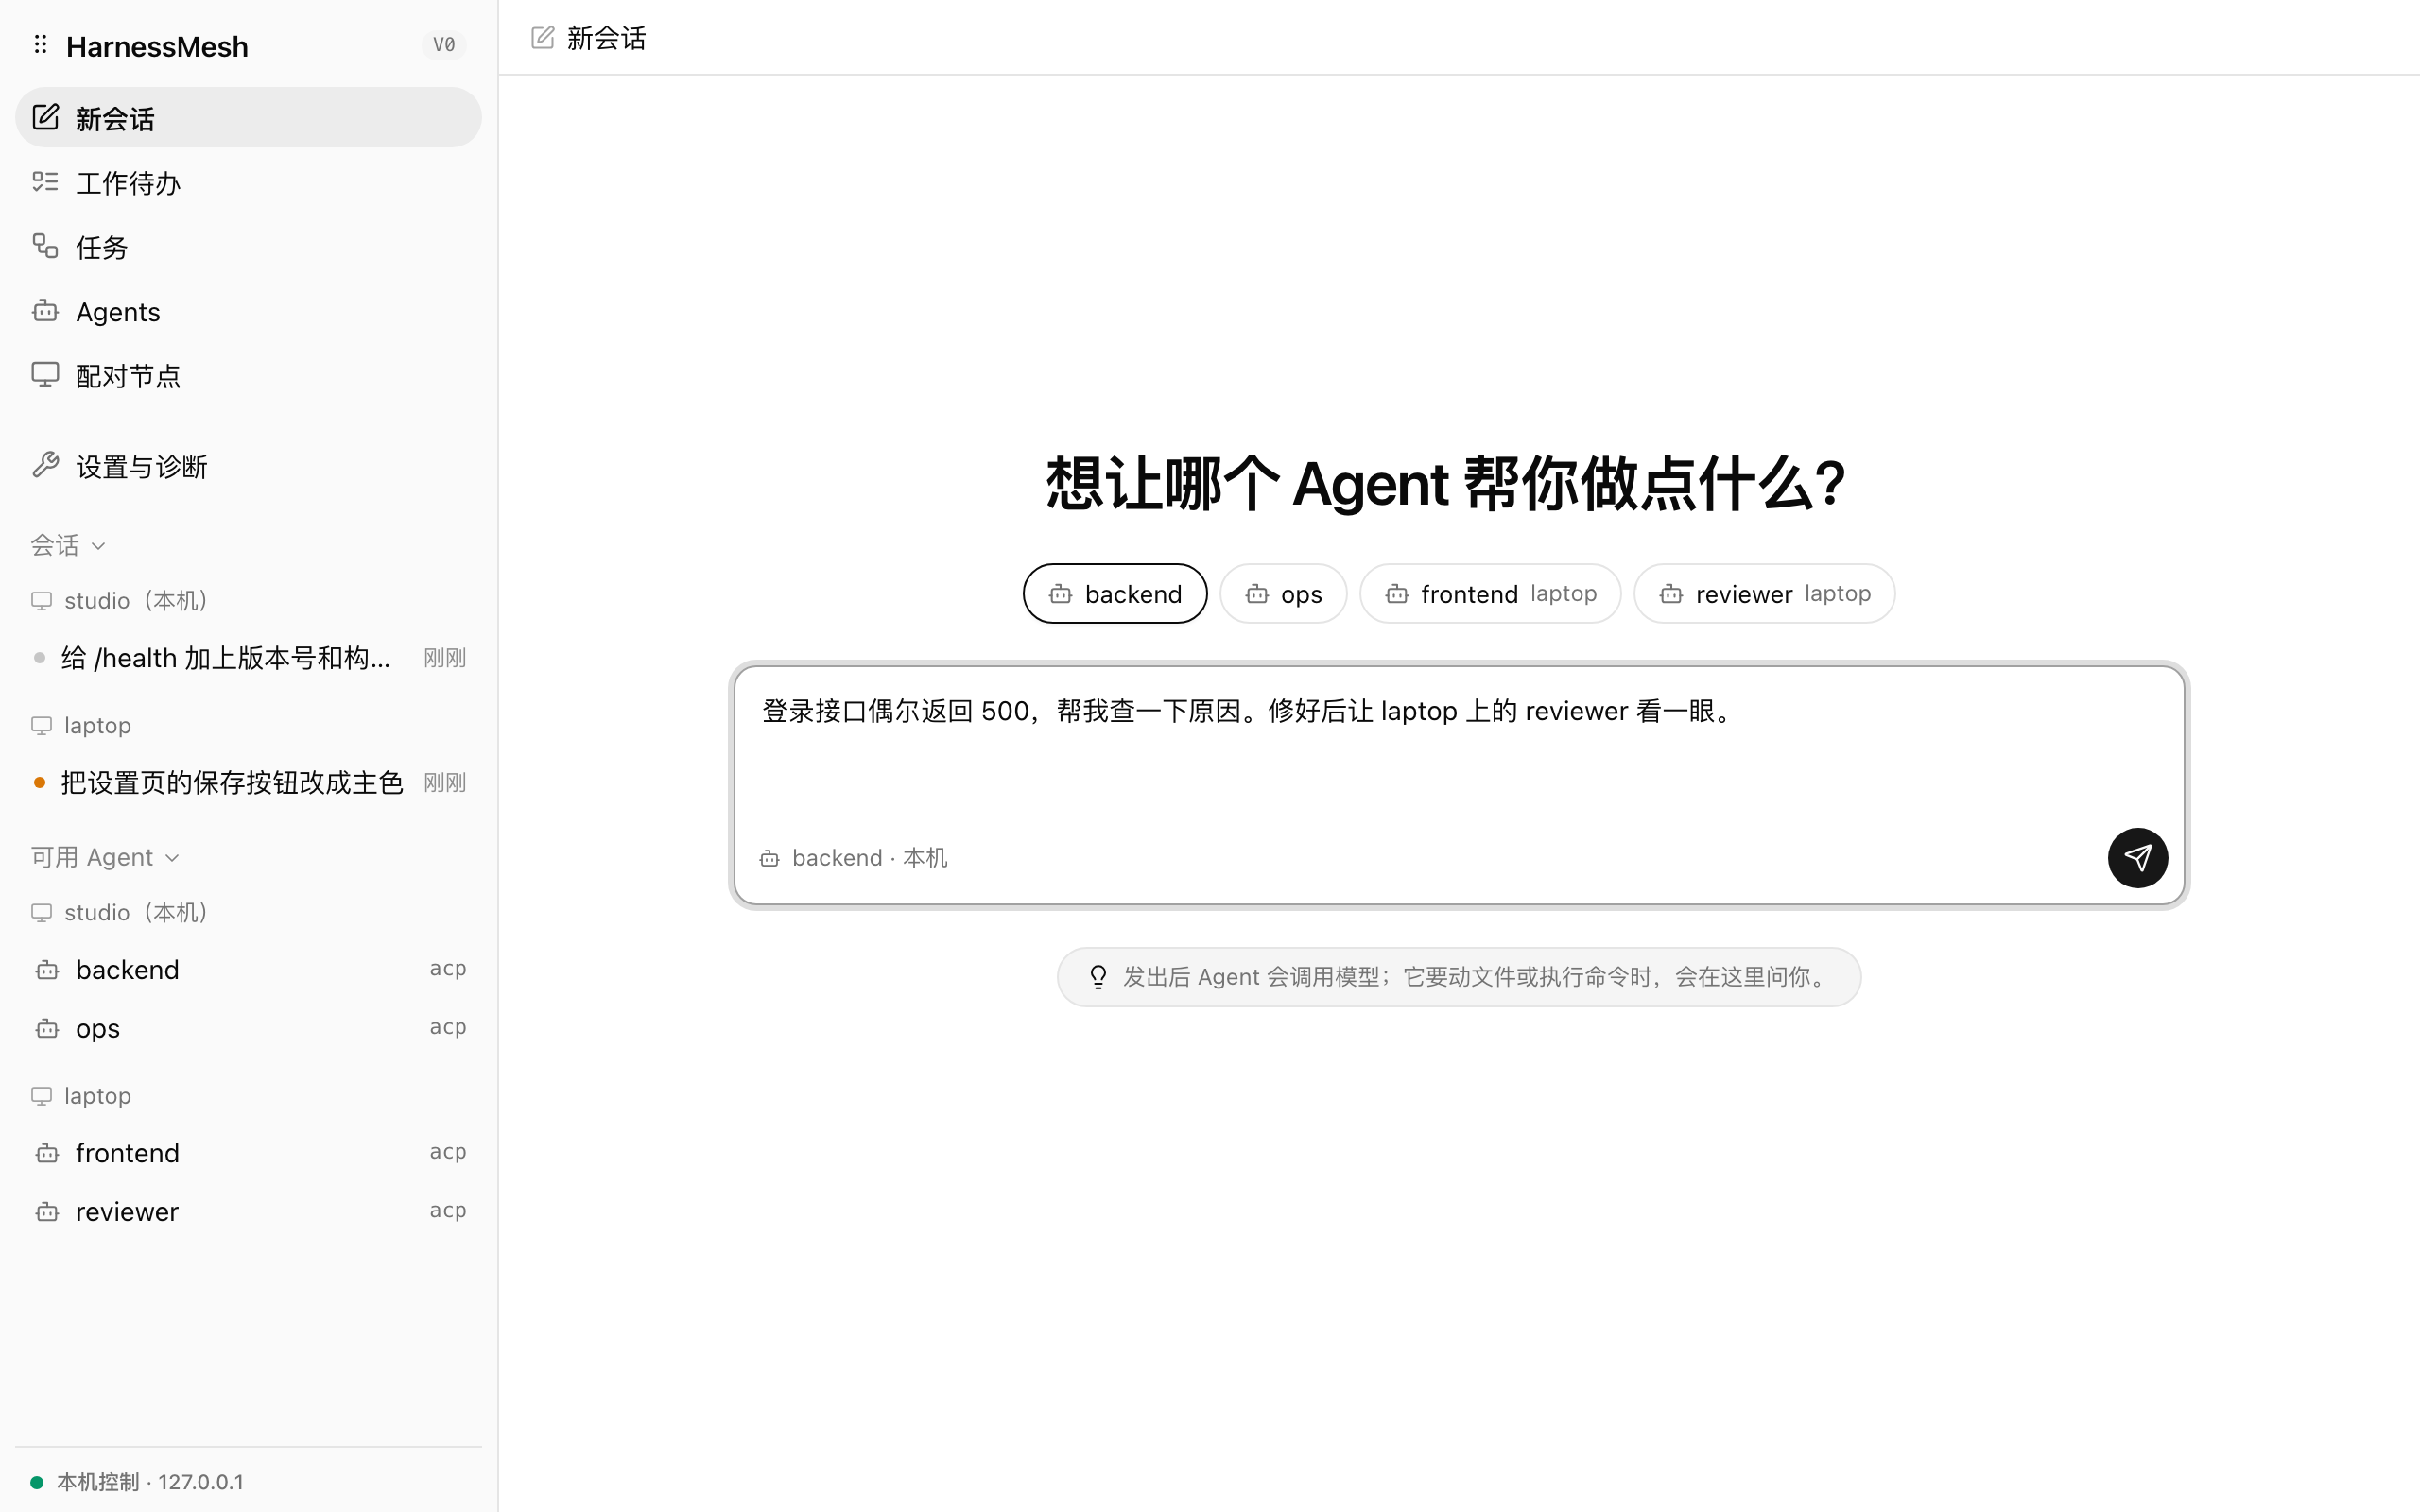 HarnessMesh
V0
新会话
工作待办
任务
Agents
配对节点
设置与诊断
会话
studio（本机）
给 /health 加上版本号和构... 刚刚
laptop
把设置页的保存按钮改成主色 刚刚
可用 Agent
studio（本机）
backend acp
ops acp
laptop
frontend acp
reviewer acp
本机控制 · 127.0.0.1
新会话
想让哪个 Agent 帮你做点什么？
backend ops frontend laptop reviewer laptop
登录接口偶尔返回 500，帮我查一下原因。修好后让 laptop 上的 reviewer 看一眼。
backend · 本机
发出后 Agent 会调用模型；它要动文件或执行命令时，会在这里问你。